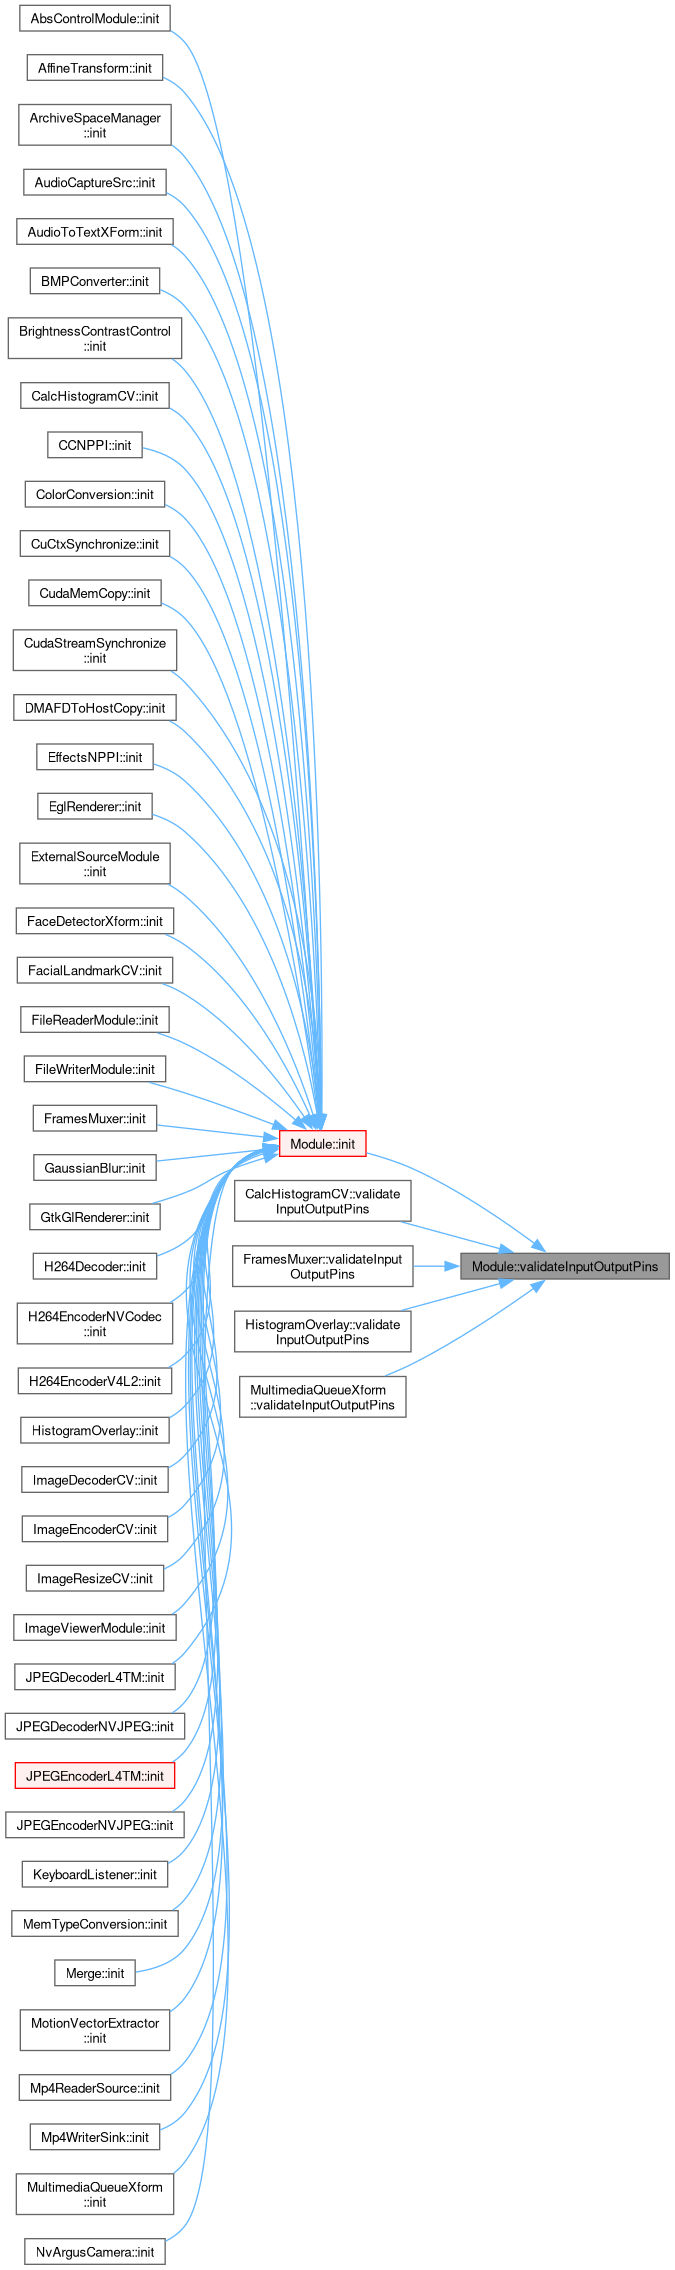 AbsControlModule::init
AffineTransform::init
ArchiveSpaceManager
::init
AudioCaptureSrc::init
AudioToTextXForm::init
BMPConverter::init
BrightnessContrastControl
::init
CalcHistogramCV::init
CCNPPI::init
ColorConversion::init
CuCtxSynchronize::init
CudaMemCopy::init
CudaStreamSynchronize
::init
DMAFDToHostCopy::init
EffectsNPPI::init
EglRenderer::init
ExternalSourceModule
::init
FaceDetectorXform::init
FacialLandmarkCV::init
FileReaderModule::init
FileWriterModule::init
FramesMuxer::init
GaussianBlur::init
GtkGlRenderer::init
H264Decoder::init
H264EncoderNVCodec
::init
H264EncoderV4L2::init
HistogramOverlay::init
ImageDecoderCV::init
ImageEncoderCV::init
ImageResizeCV::init
ImageViewerModule::init
JPEGDecoderL4TM::init
JPEGDecoderNVJPEG::init
JPEGEncoderL4TM::init
JPEGEncoderNVJPEG::init
KeyboardListener::init
MemTypeConversion::init
Merge::init
MotionVectorExtractor
::init
Mp4ReaderSource::init
Mp4WriterSink::init
MultimediaQueueXform
::init
NvArgusCamera::init
Module::init
CalcHistogramCV::validate
InputOutputPins
FramesMuxer::validateInput
OutputPins
HistogramOverlay::validate
InputOutputPins
MultimediaQueueXform
::validateInputOutputPins
Module::validateInputOutputPins